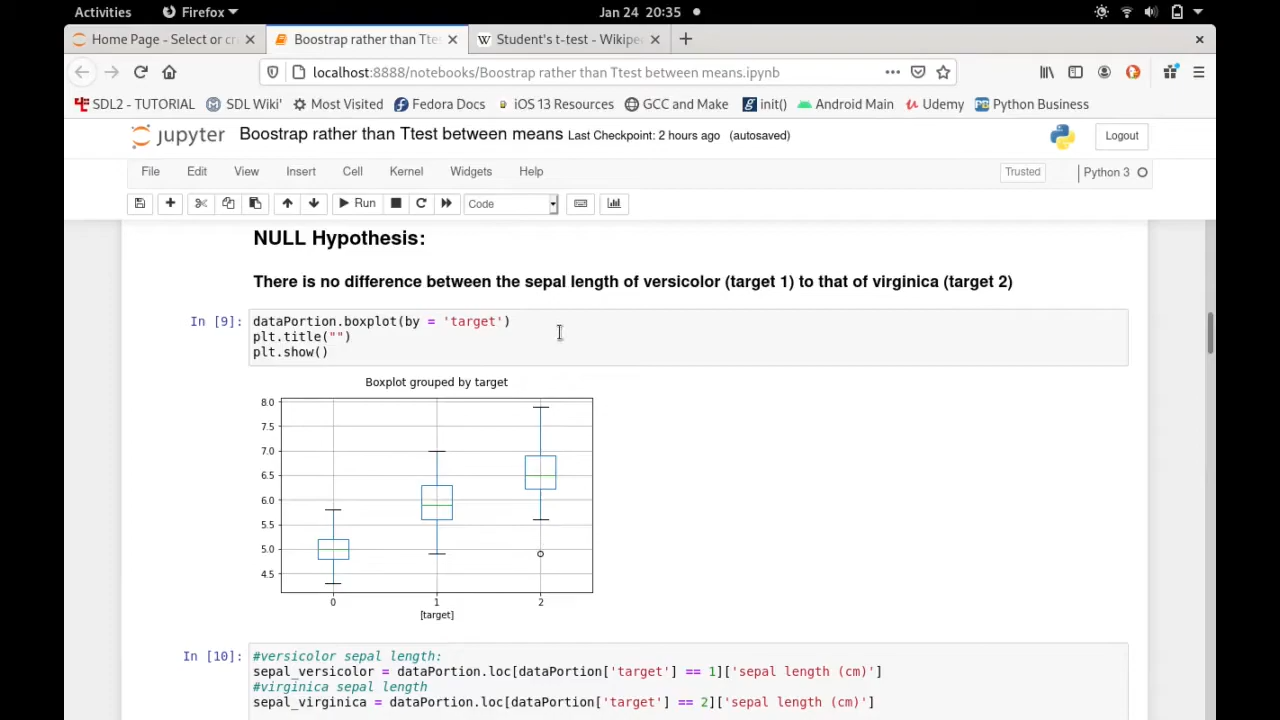 Activities
Firefox
Jan 24 20:35
Home Page - Select or cr
Boostrap rather than Ttes
Student's t-test - Wikipe
localhost:8888/notebooks/Boostrap rather than Ttest between means.ipynb
SDL2 - TUTORIAL
SDL Wiki'
Most Visited
Fedora Docs
iOS 13 Resources
GCC and Make
init()
Android Main
Udemy
Python Business
jupyter
Boostrap rather than Ttest between means Last Checkpoint: 2 hours ago (autosaved)
Logout
File Edit View Insert Cell Kernel Widgets Help
Trusted
Python 3
Run
Code
NULL Hypothesis:
There is no difference between the sepal length of versicolor (target 1) to that of virginica (target 2)
In [9]:
dataPortion.boxplot(by = 'target')
plt.title("")
plt.show()
Boxplot grouped by target
8.0
7.5
7.0
6.5
6.0
5.5
5.0
4.5
0 1 2
[target]
In [10]:
#versicolor sepal length:
sepal_versicolor = dataPortion.loc[dataPortion['target'] == 1]['sepal length (cm)']
#virginica sepal length
sepal_virginica = dataPortion.loc[dataPortion['target'] == 2]['sepal length (cm)']